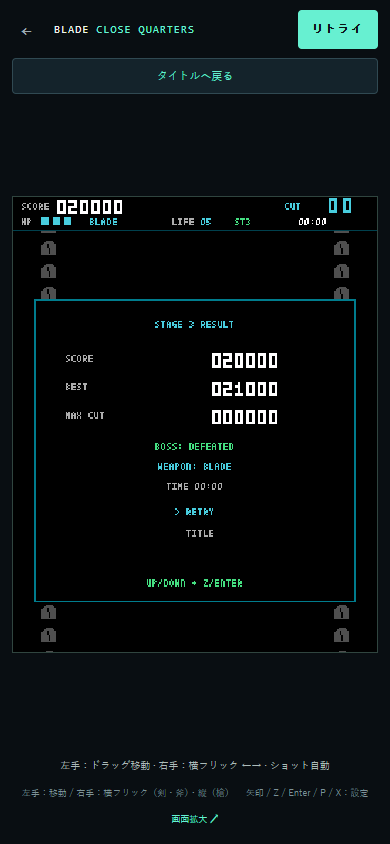 ← BLADE CLOSE QUARTERS リトライ
タイトルへ戻る
SCORE 020000 CUT 00
HP BLADE LIFE 05 ST3 00:00
STAGE 3 RESULT
SCORE 020000
BEST 021000
MAX CUT 000000
BOSS: DEFEATED
WEAPON: BLADE
TIME 00:00
> RETRY
TITLE
UP/DOWN + Z/ENTER
左手：ドラッグ移動 · 右手：横フリック ←→ · ショット自動
左手：移動 / 右手：横フリック（剣・斧）・縦（槍） 矢印 / Z / Enter / P / X：設定
画面拡大 ⤢